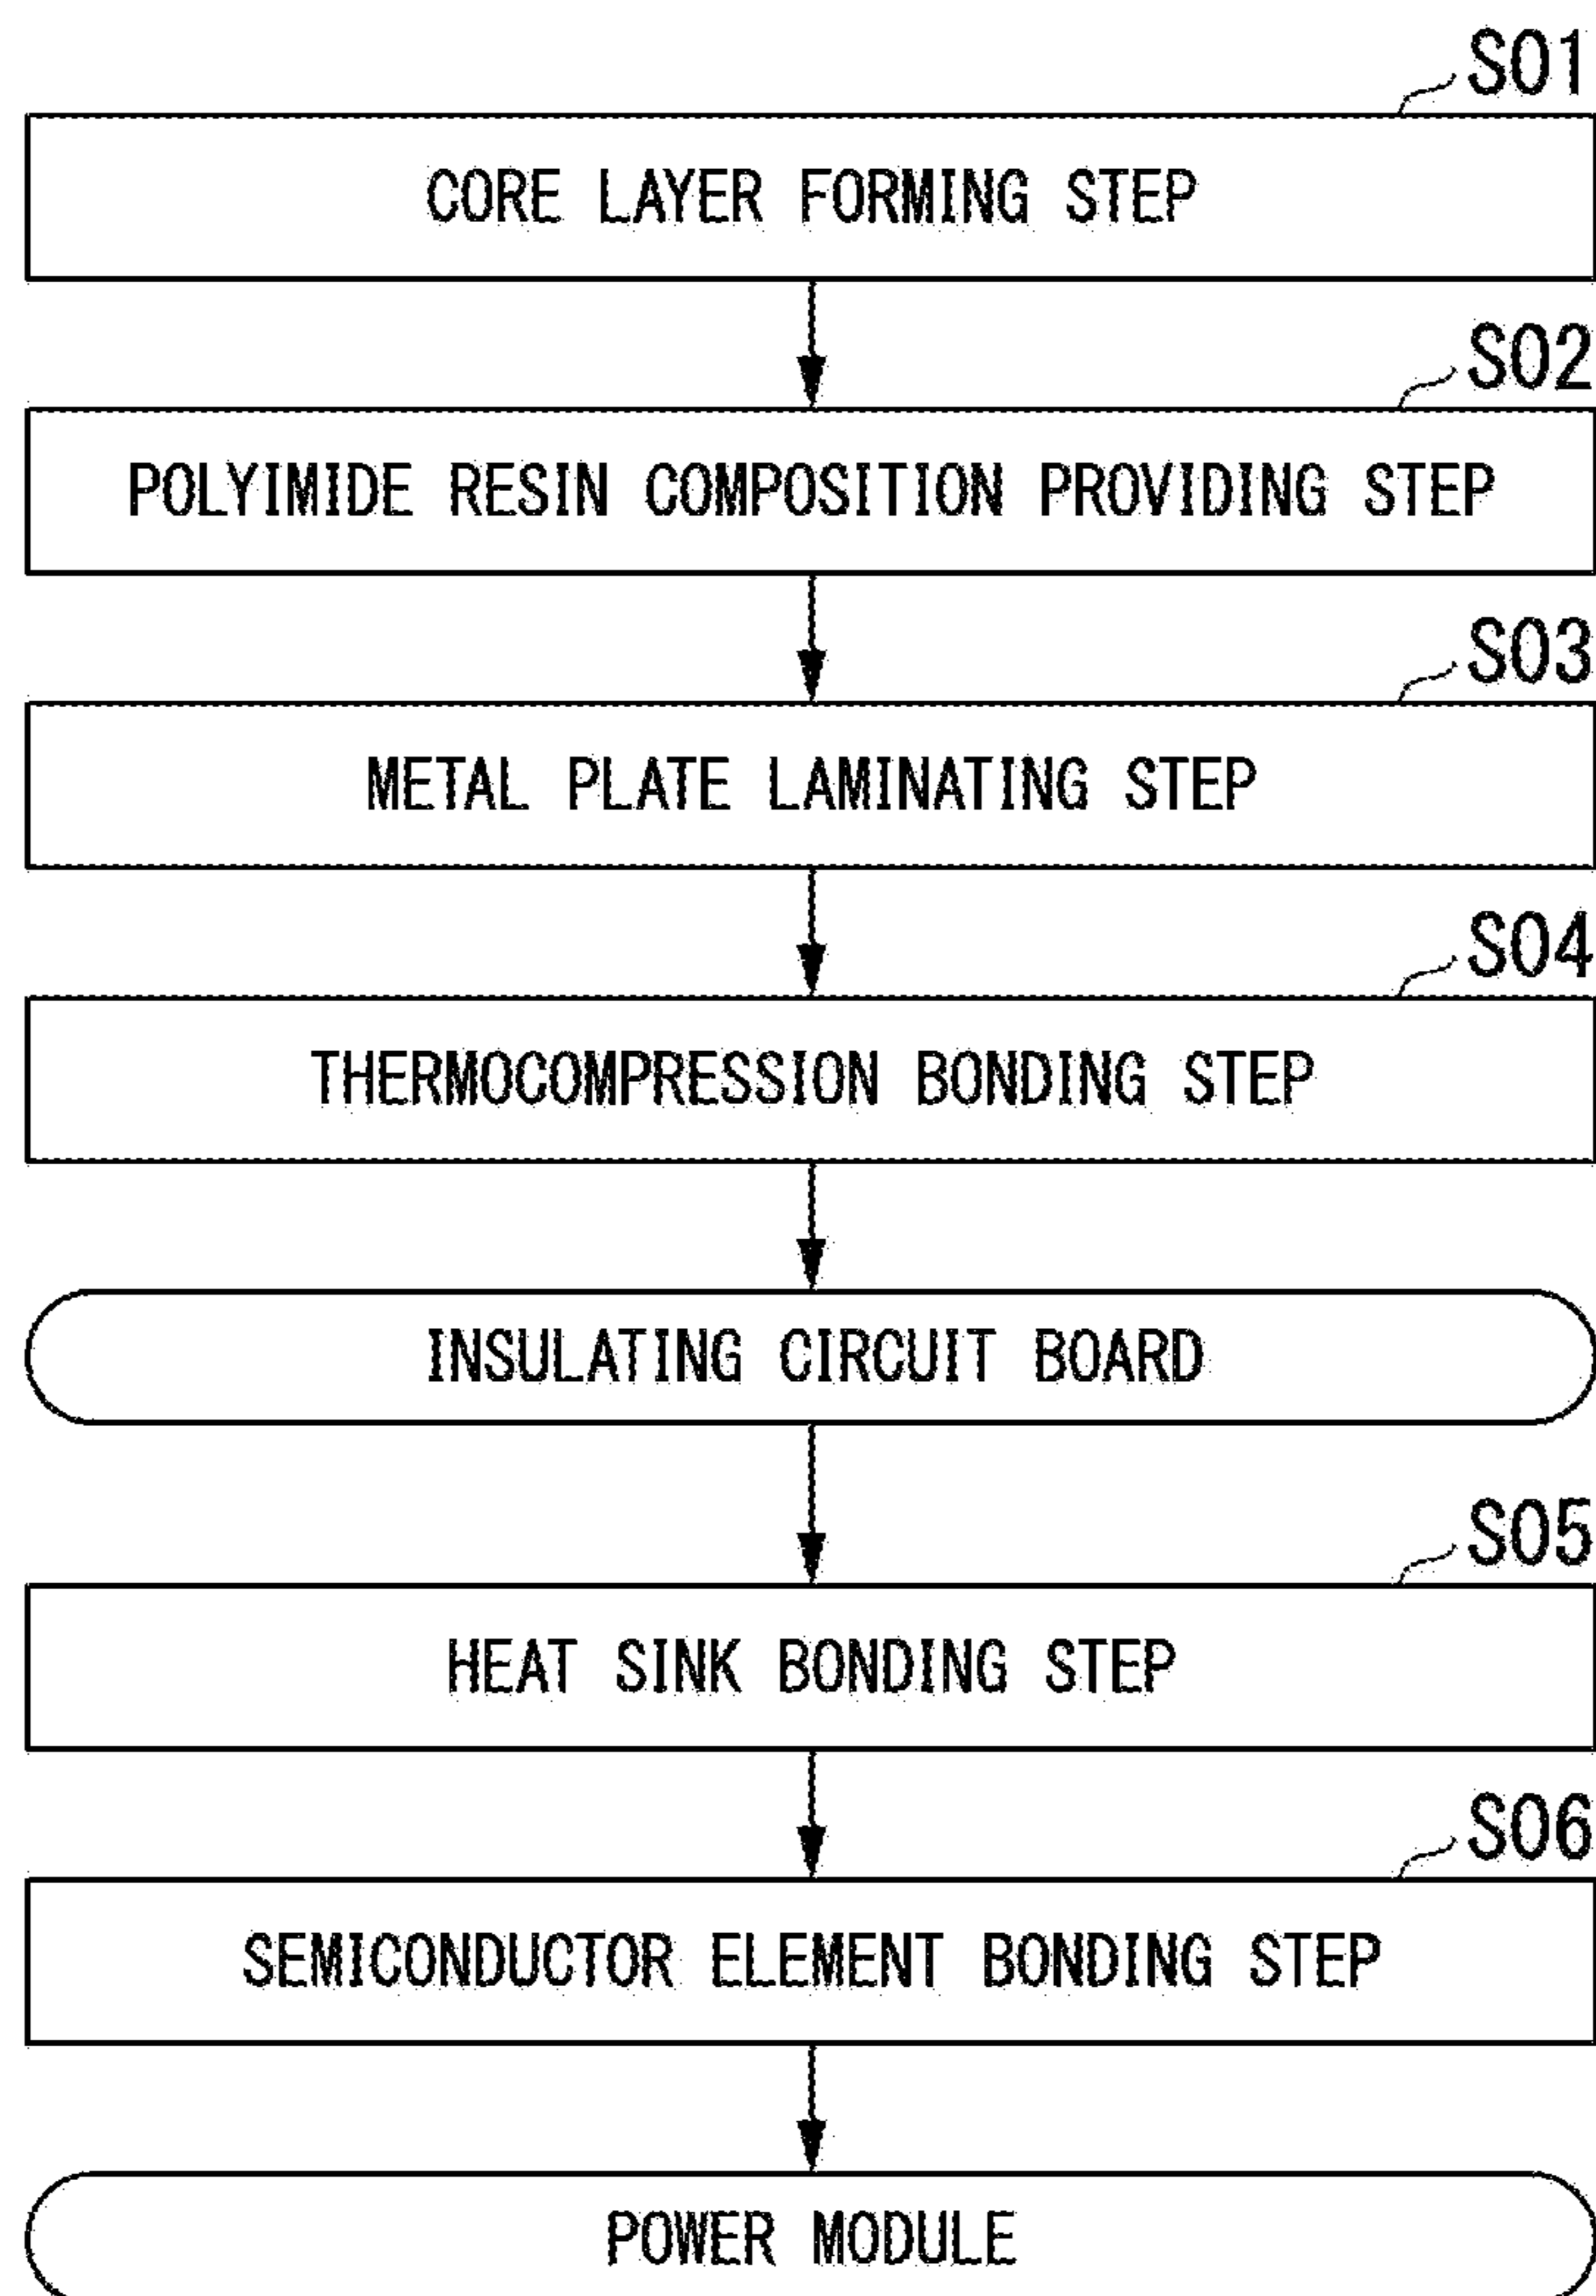 S01
CORE LAYER FORMING STEP
S02
POLYIMIDE RESIN COMPOSITION PROVIDING STEP
S03
METAL PLATE LAMINATING STEP
S04
THERMOCOMPRESSION BONDING STEP
INSULATING CIRCUIT BOARD
S05
HEAT SINK BONDING STEP
S06
SEMICONDUCTOR ELEMENT BONDING STEP
POWER MODULE